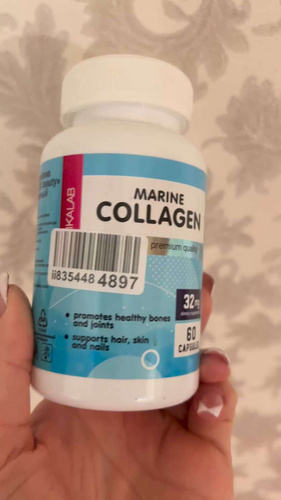 MARINE
COLLAGEN
KALAB
premium quality
ii835448 4897
32
• promotes healthy bones
and joints
• supports hair, skin
and nails
60
CAPSULES